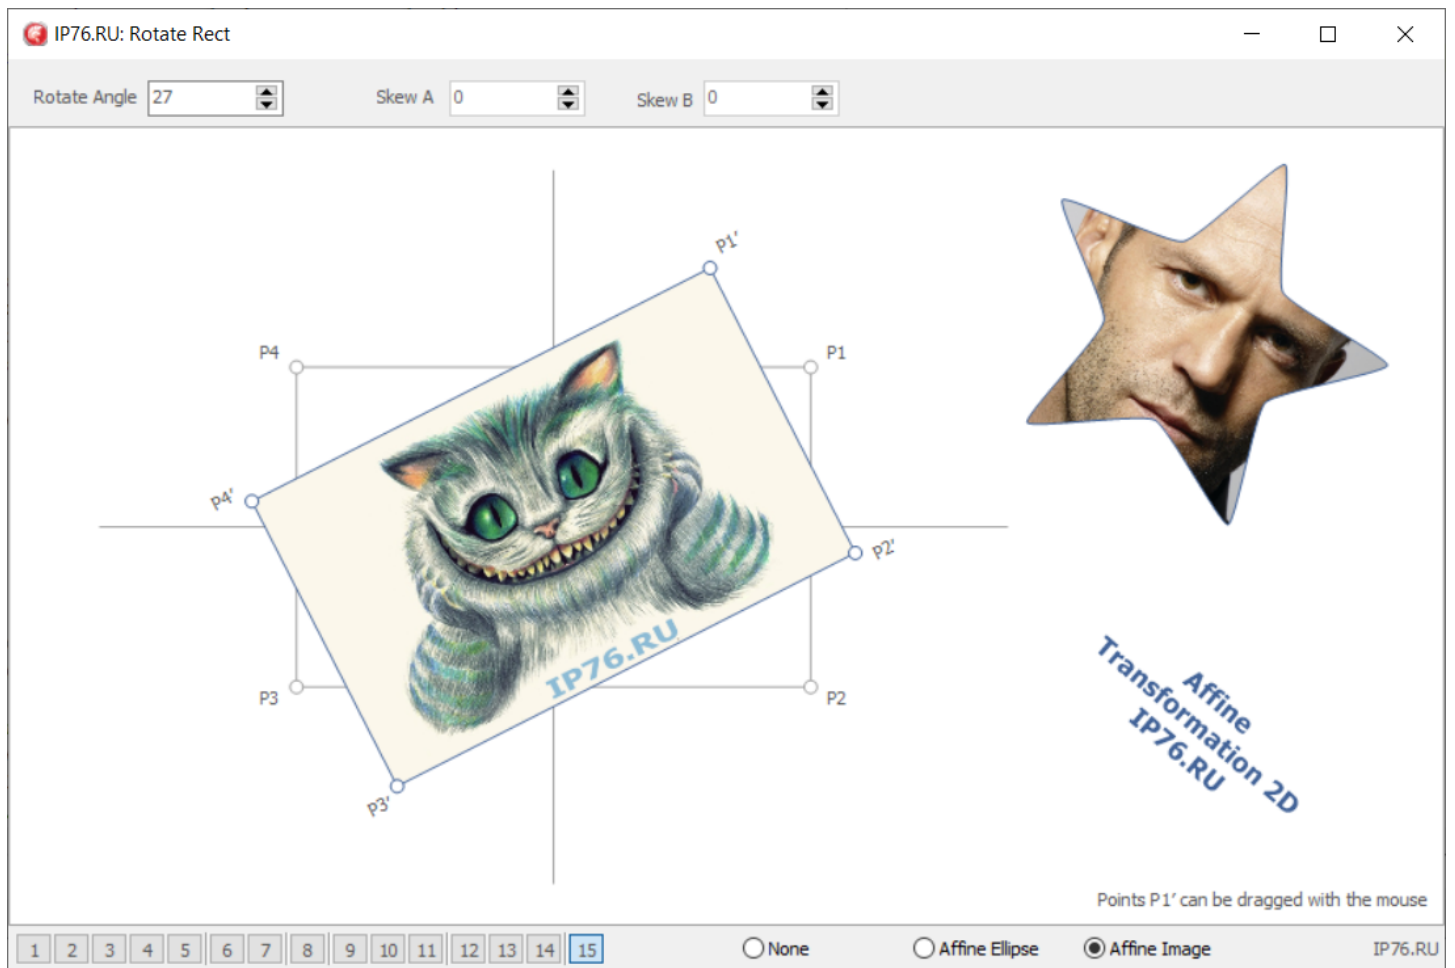 IP76.RU: Rotate Rect
Rotate Angle 27
Skew A 0
Skew B 0
P1'
P4
P1
P4'
P2'
IP76.RU
P3
P2
P3'
Affine
Transformation 2D
IP76.RU
Points P1' can be dragged with the mouse
1 2 3 4 5 6 7 8 9 10 11 12 13 14 15
None
Affine Ellipse
Affine Image
IP76.RU